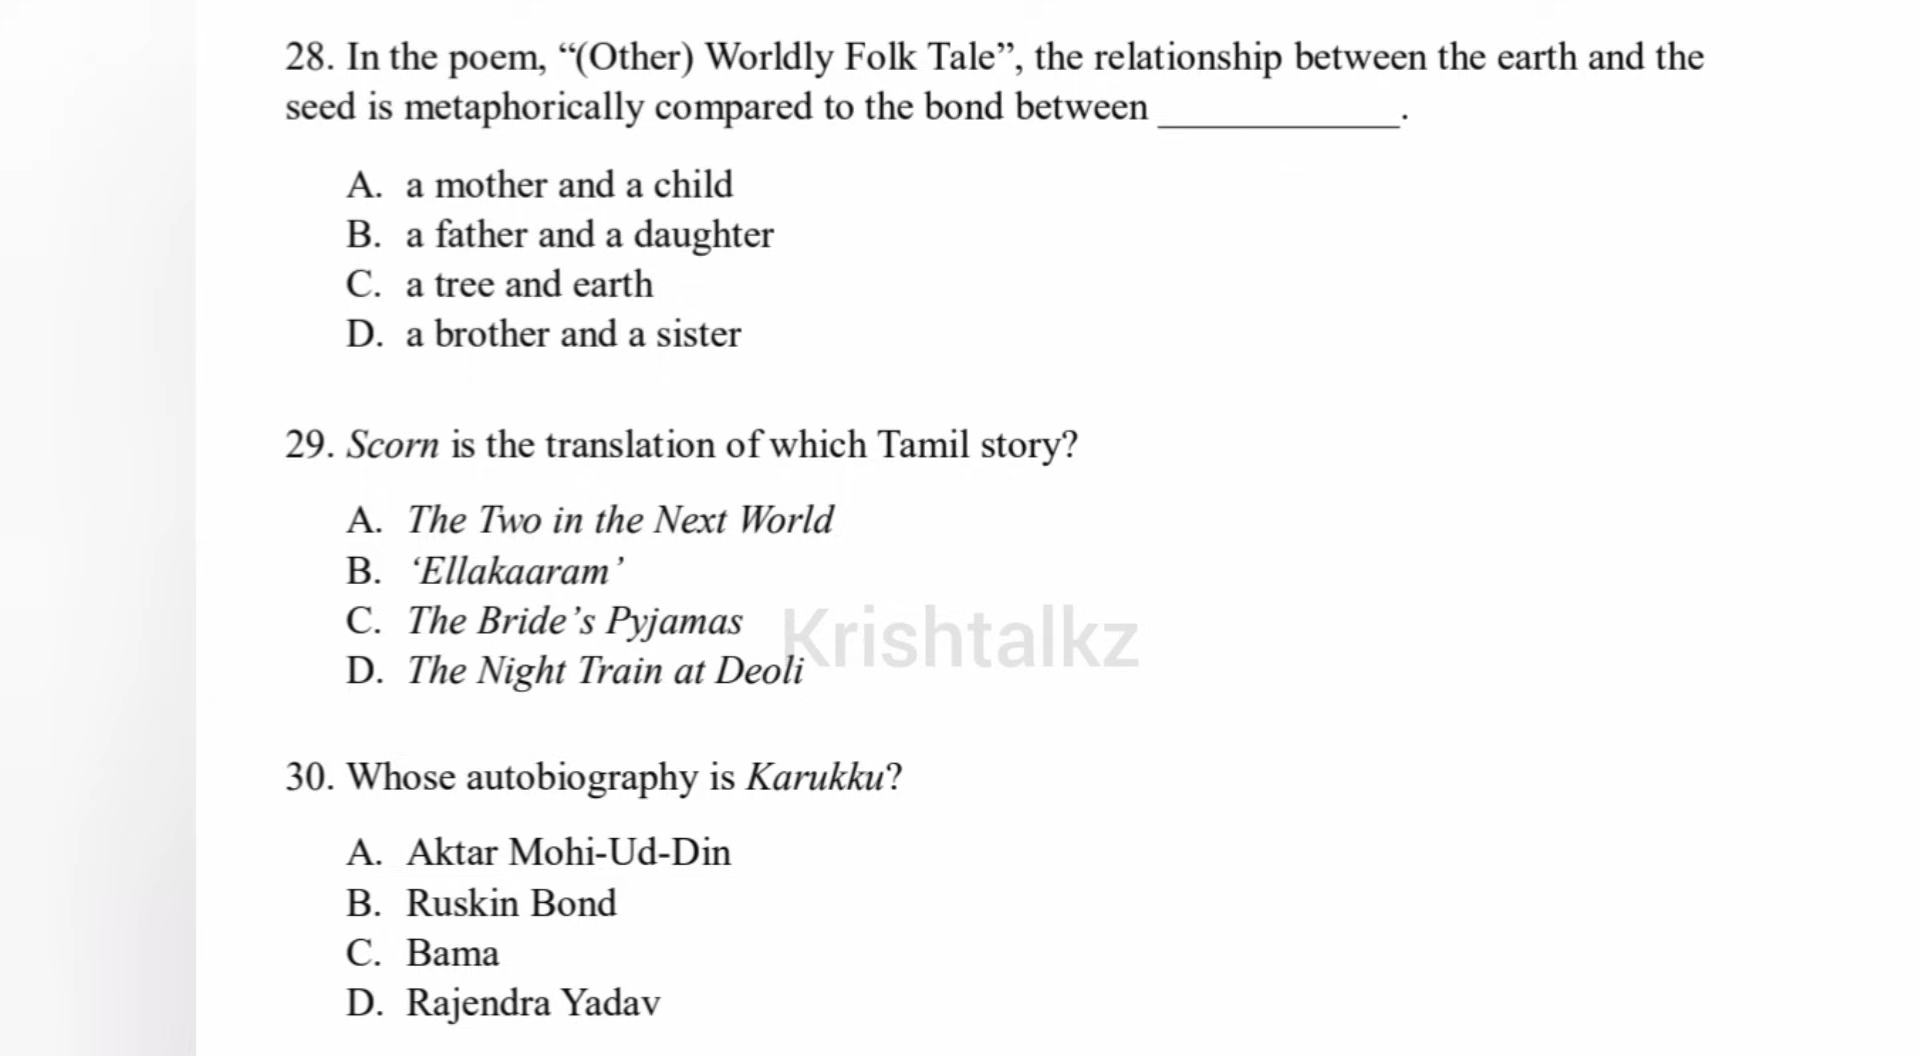 28. In the poem, “(Other) Worldly Folk Tale”, the relationship between the earth and the
seed is metaphorically compared to the bond between ____________.
A. a mother and a child
B. a father and a daughter
C. a tree and earth
D. a brother and a sister
29. Scorn is the translation of which Tamil story?
A. The Two in the Next World
B. ‘Ellakaaram’
C. The Bride’s Pyjamas
D. The Night Train at Deoli
Krishtalkz
30. Whose autobiography is Karukku?
A. Aktar Mohi-Ud-Din
B. Ruskin Bond
C. Bama
D. Rajendra Yadav